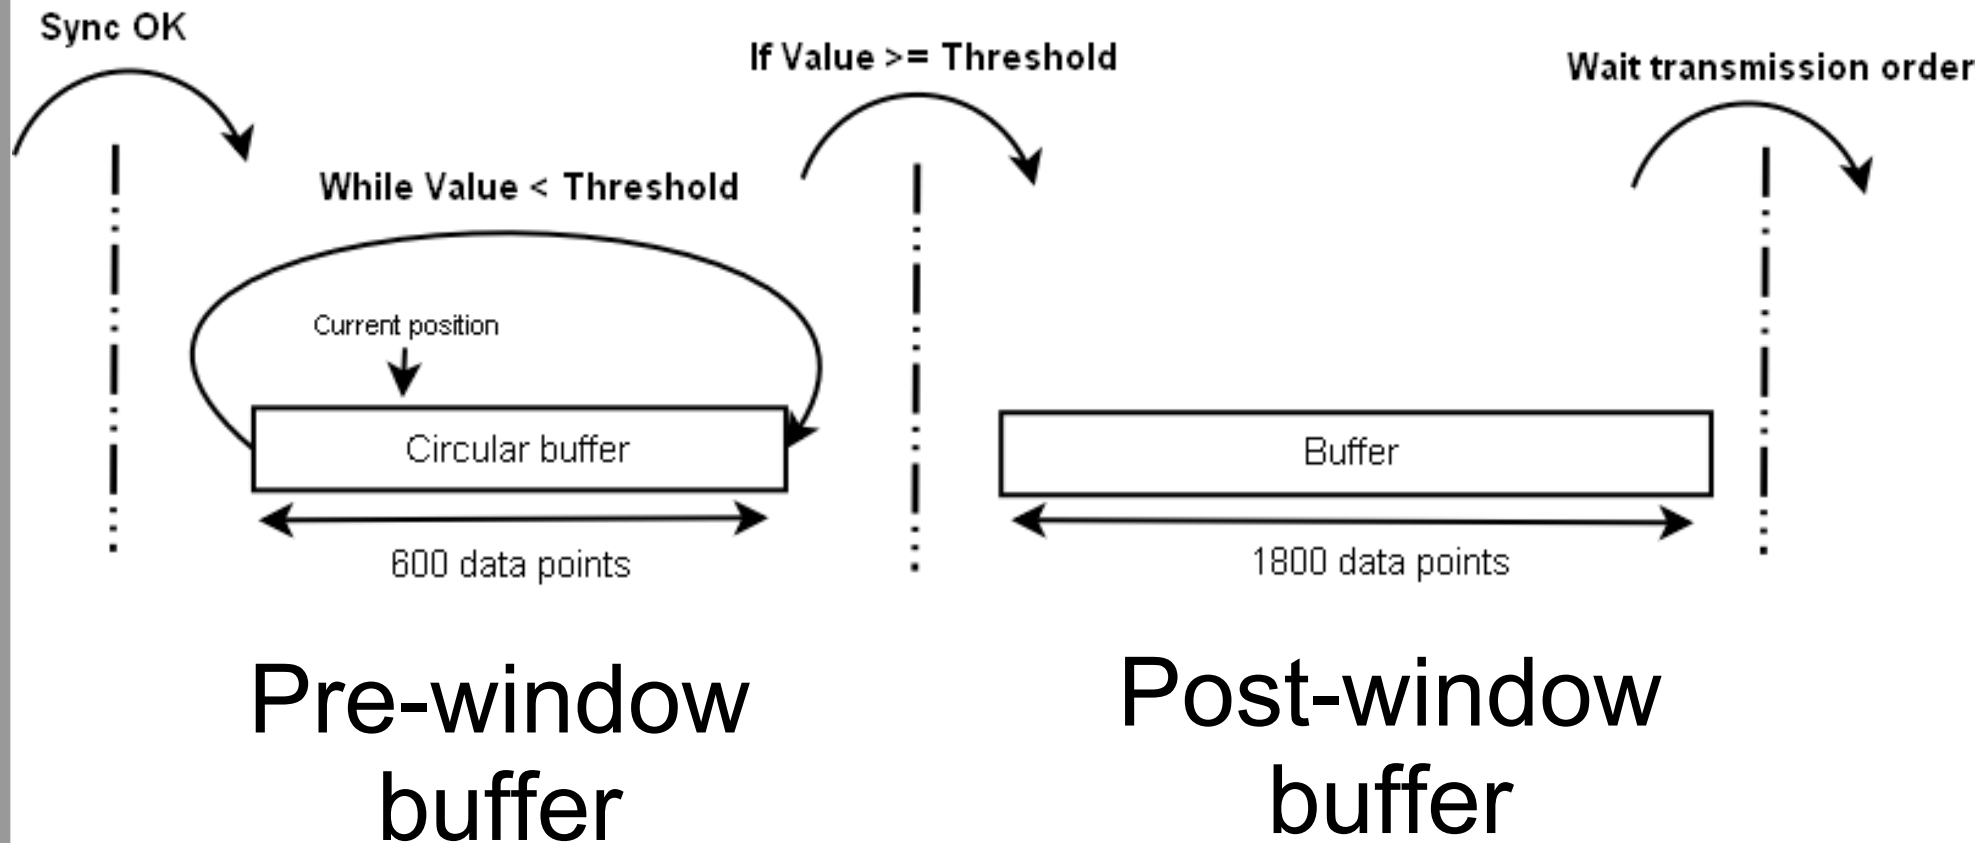 Sync OK
If Value >= Threshold
Wait transmission order
While Value < Threshold
Current position
Circular buffer
Buffer
600 data points
1800 data points
Pre-window
buffer
Post-window
buffer